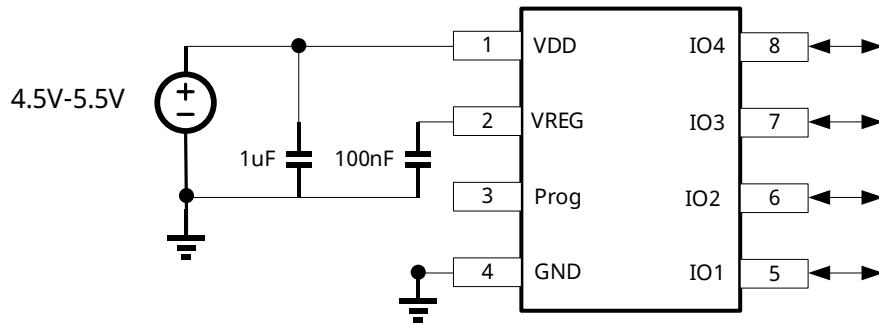 1 VDD IO4 8
4.5V-5.5V
2 VREG IO3 7
1uF 100nF
3 Prog IO2 6
4 GND IO1 5